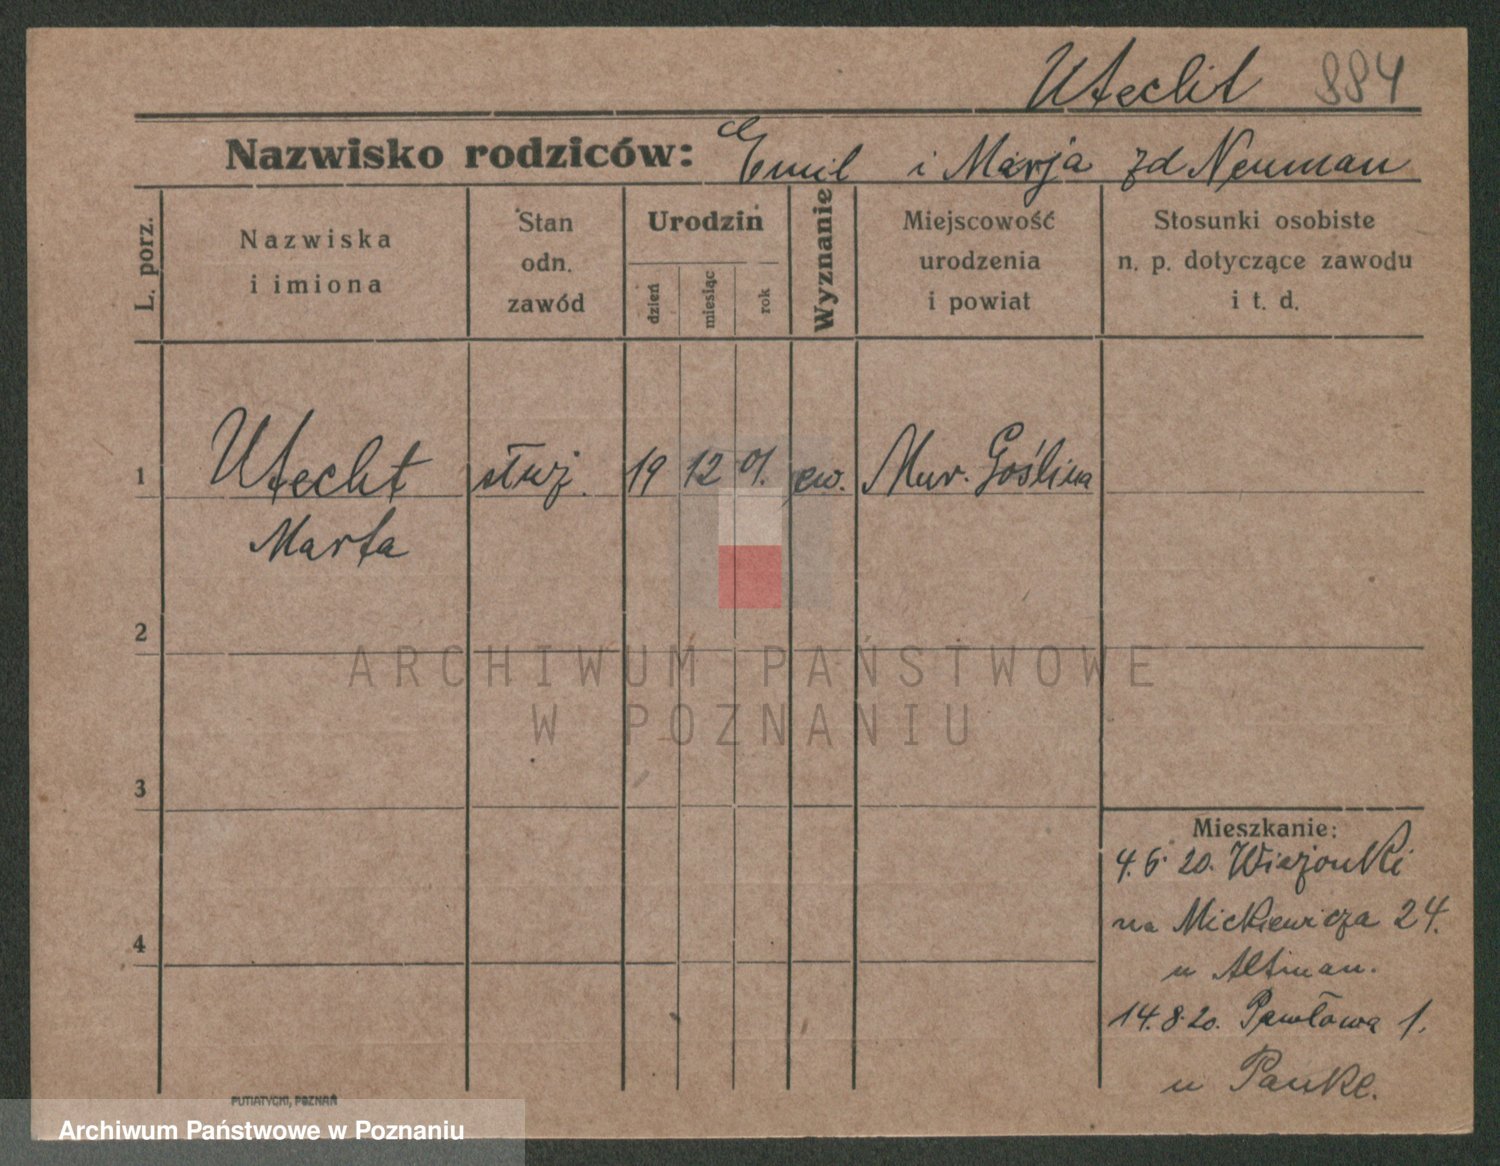 Utecht 884
Nazwisko rodziców: Emil i Marja zd Neuman
L. porz.
Nazwiska
i imiona
Stan
odn.
zawód
Urodzin
dzień
miesiąc
rok
Wyznanie
Miejscowość
urodzenia
i powiat
Stosunki osobiste
n. p. dotyczące zawodu
i t. d.
1 Utecht służ. 19 12 01. ew. Mur. Goślina
Marta
2
ARCHIWUM PAŃSTWOWE
W POZNANIU
3
Mieszkanie:
4. 6. 20. Wiezionki
na Mickiewicza 24.
4
u Altman.
14. 8. 20. Pawłowa 1.
u Panke.
PUTIATYCKI, POZNAŃ
Archiwum Państwowe w Poznaniu